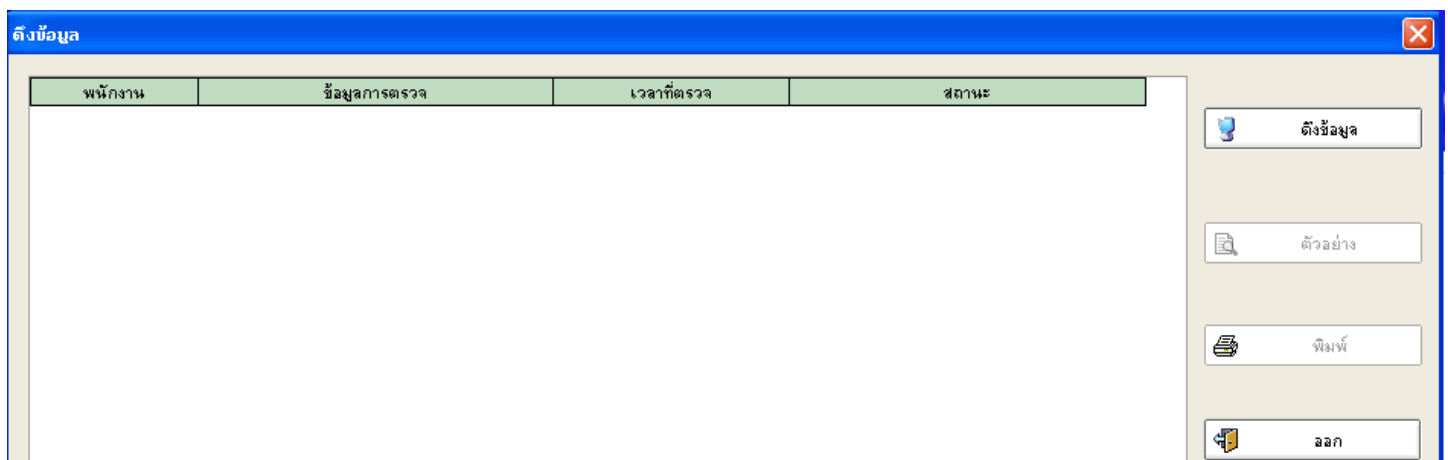 ดึงข้อมูล
พนักงาน ข้อมูลการตรวจ เวลาที่ตรวจ สถานะ
ดึงข้อมูล
ตัวอย่าง
พิมพ์
ออก